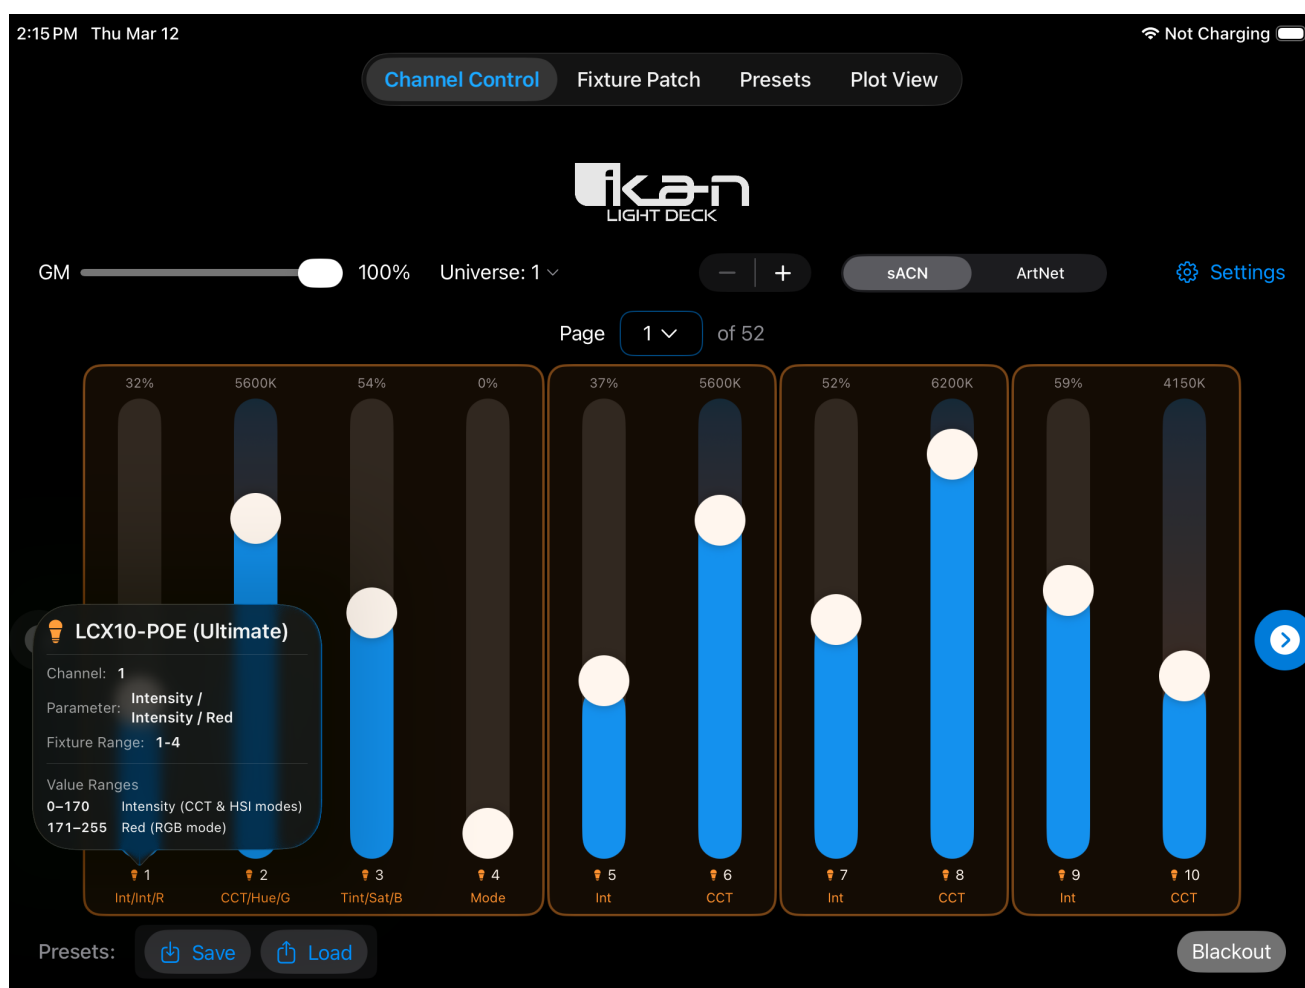 2:15 PM Thu Mar 12
Not Charging
Channel Control Fixture Patch Presets Plot View
ikan
LIGHT DECK
GM 100% Universe: 1 − + sACN ArtNet Settings
Page 1 of 52
32% 5600K 54% 0% 37% 5600K 52% 6200K 59% 4150K
LCX10-POE (Ultimate)
Channel: 1
Parameter: Intensity /
Intensity / Red
Fixture Range: 1-4
Value Ranges
0–170 Intensity (CCT & HSI modes)
171–255 Red (RGB mode)
1 2 3 4 5 6 7 8 9 10
Int/Int/R CCT/Hue/G Tint/Sat/B Mode Int CCT Int CCT Int CCT
Presets: Save Load Blackout